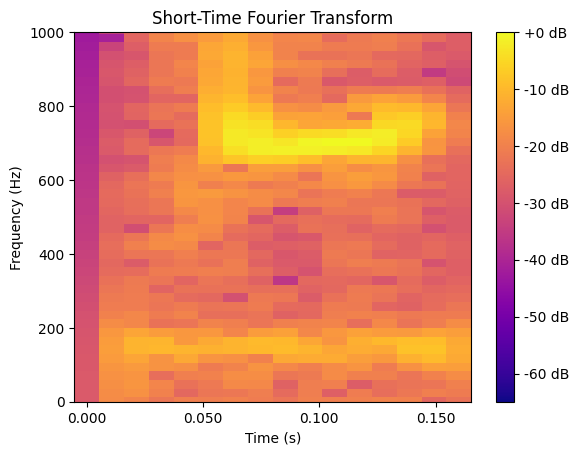 Short-Time Fourier Transform
Frequency (Hz)
1000
800
600
400
200
0
0.000
0.050
0.100
0.150
Time (s)
+0 dB
-10 dB
-20 dB
-30 dB
-40 dB
-50 dB
-60 dB